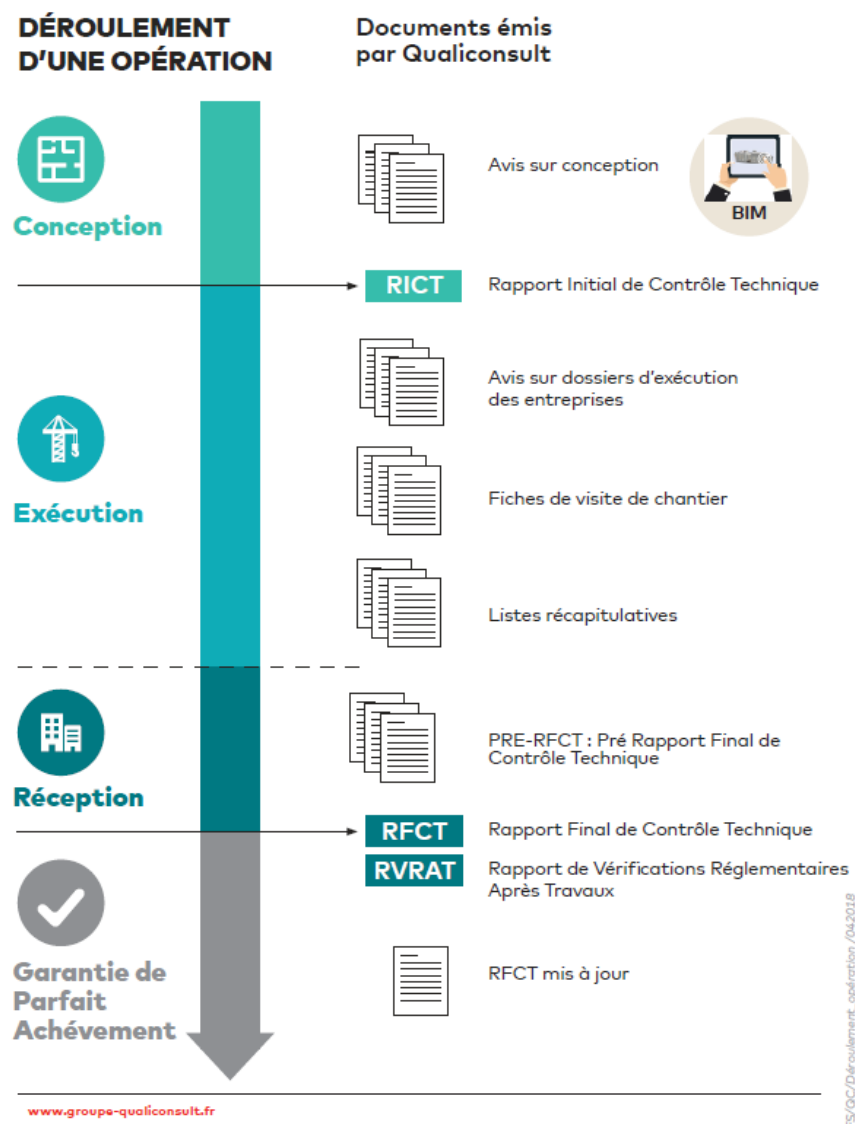 DÉROULEMENT
D'UNE OPÉRATION
Documents émis
par Qualiconsult
Conception
Avis sur conception
BIM
RICT
Rapport Initial de Contrôle Technique
Exécution
Avis sur dossiers d'exécution
des entreprises
Fiches de visite de chantier
Listes récapitulatives
Réception
PRE-RFCT : Pré Rapport Final de
Contrôle Technique
RFCT
Rapport Final de Contrôle Technique
RVRAT
Rapport de Vérifications Réglementaires
Après Travaux
Garantie de
Parfait
Achévement
RFCT mis à jour
www.groupe-qualiconsult.fr
/QC/Déroulement_opération /042018